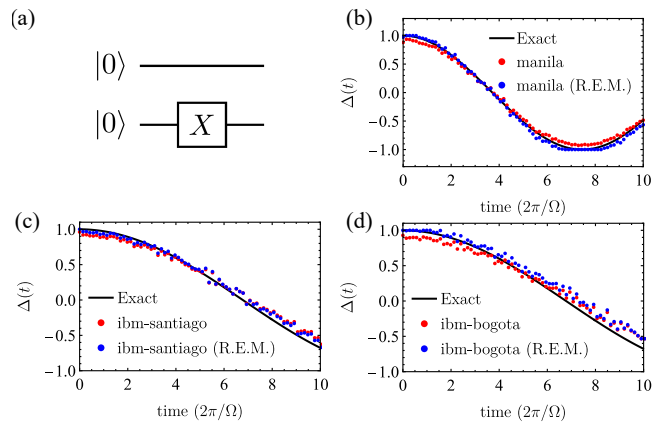 (a)
|0⟩
|0⟩ X
(b)
Δ(t)
1.0
0.5
0.0
-0.5
-1.0
Exact
manila
manila (R.E.M.)
0 2 4 6 8 10
time (2π/Ω)
(c)
Δ(t)
1.0
0.5
0.0
-0.5
-1.0
Exact
ibm-santiago
ibm-santiago (R.E.M.)
0 2 4 6 8 10
time (2π/Ω)
(d)
Δ(t)
1.0
0.5
0.0
-0.5
-1.0
Exact
ibm-bogota
ibm-bogota (R.E.M.)
0 2 4 6 8 10
time (2π/Ω)